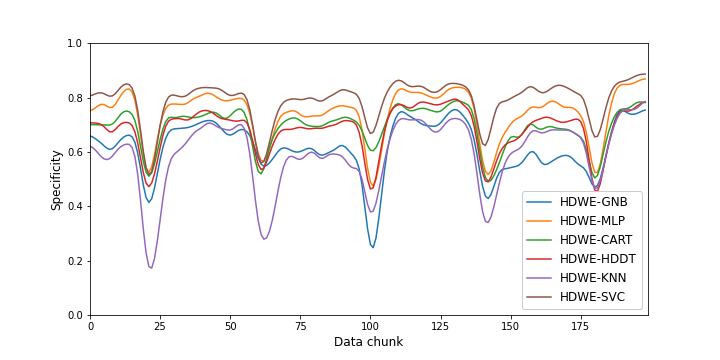 1.0
0.8
0.6
0.4
0.2
0.0
Specificity
0 25 50 75 100 125 150 175
Data chunk
HDWE-GNB
HDWE-MLP
HDWE-CART
HDWE-HDDT
HDWE-KNN
HDWE-SVC